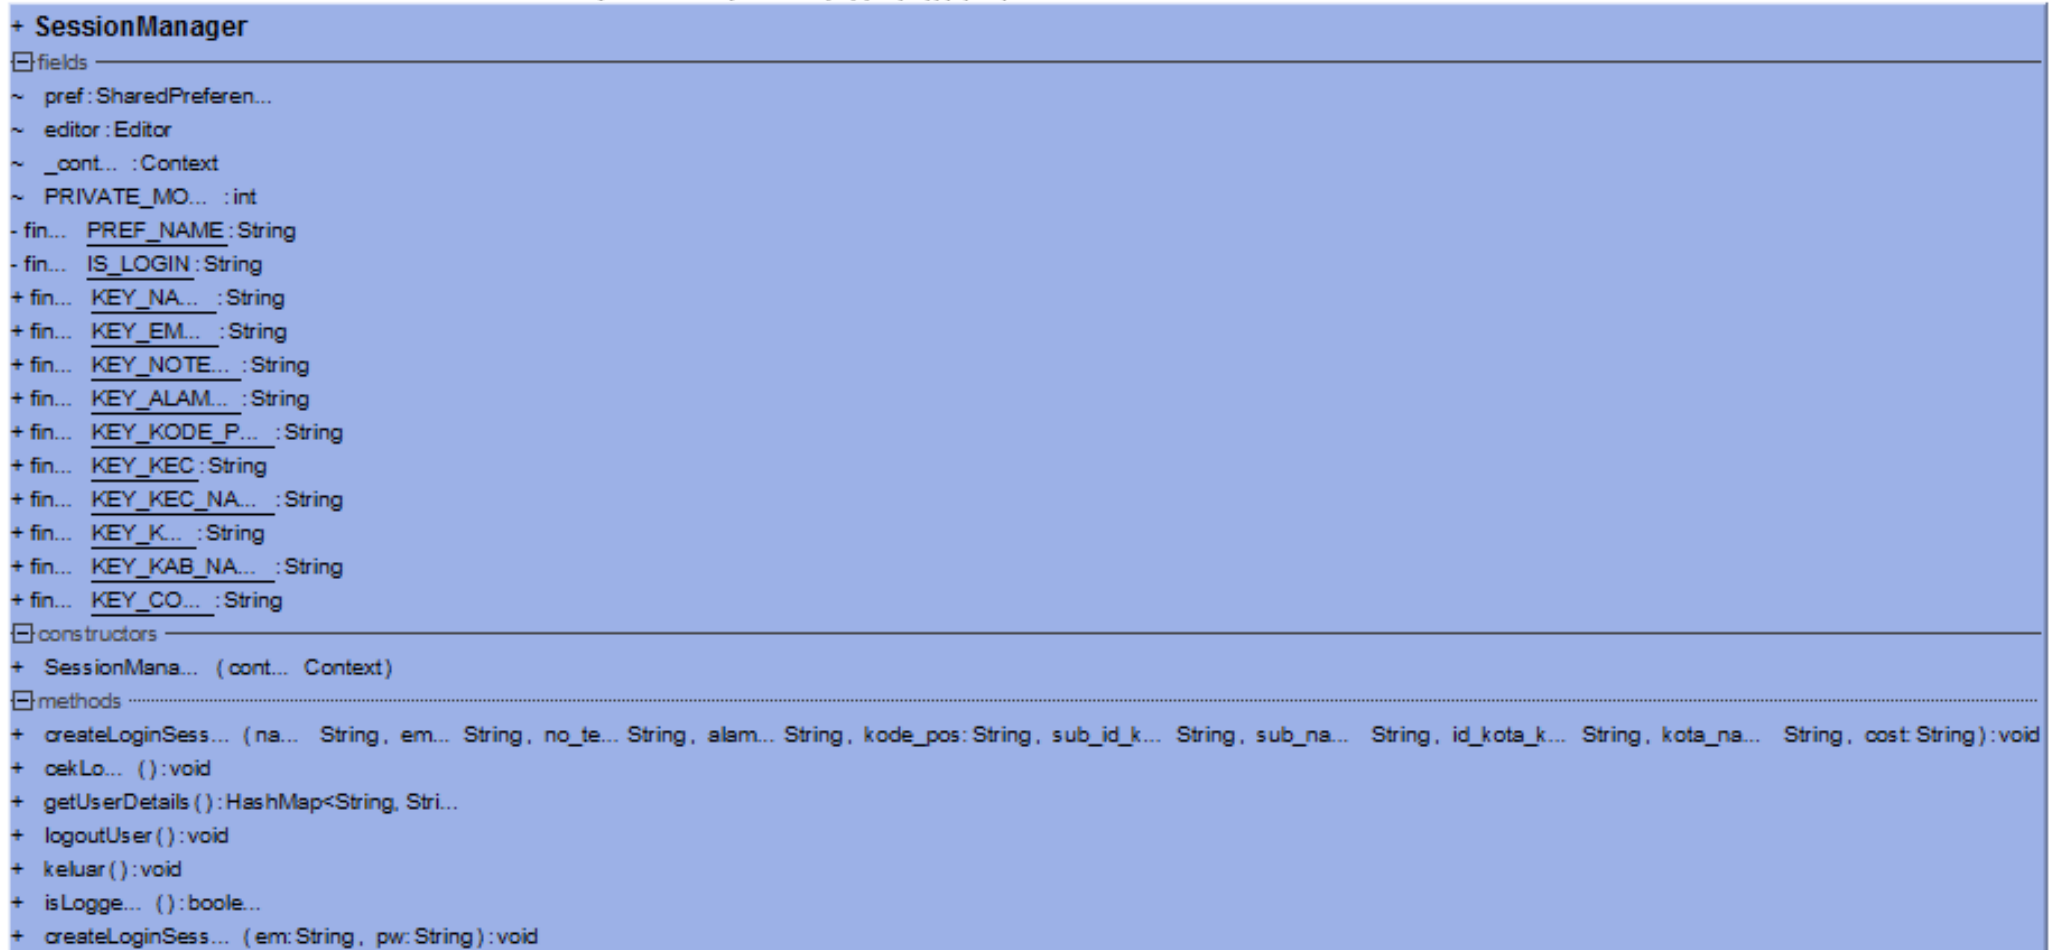 + SessionManager
fields
~ pref:SharedPreferen...
~ editor:Editor
~ _cont... :Context
~ PRIVATE_MO... :int
- fin... PREF_NAME:String
- fin... IS_LOGIN:String
+ fin... KEY_NA... :String
+ fin... KEY_EM... :String
+ fin... KEY_NOTE... :String
+ fin... KEY_ALAM... :String
+ fin... KEY_KODE_P... :String
+ fin... KEY_KEC:String
+ fin... KEY_KEC_NA... :String
+ fin... KEY_K... :String
+ fin... KEY_KAB_NA... :String
+ fin... KEY_CO... :String
constructors
+ SessionMana... (cont... Context)
methods
+ createLoginSess... (na... String, em... String, no_te... String, alam... String, kode_pos:String, sub_id_k... String, sub_na... String, id_kota_k... String, kota_na... String, cost:String):void
+ cekLo... ():void
+ getUserDetails():HashMap<String, Stri...
+ logoutUser():void
+ keluar():void
+ isLogge... ():boole...
+ createLoginSess... (em:String, pw:String):void